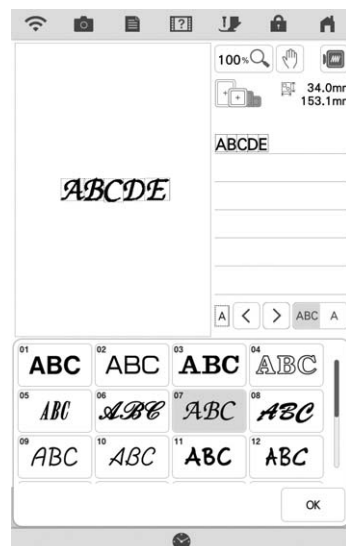 100%
34.0mm
153.1mm
ABCDE
ABCDE
A < > ABC A
01 ABC
02 ABC
03 ABC
04 ABC
05 ABC
06 ABC
07 ABC
08 ABC
09 ABC
10 ABC
11 ABC
12 ABC
OK